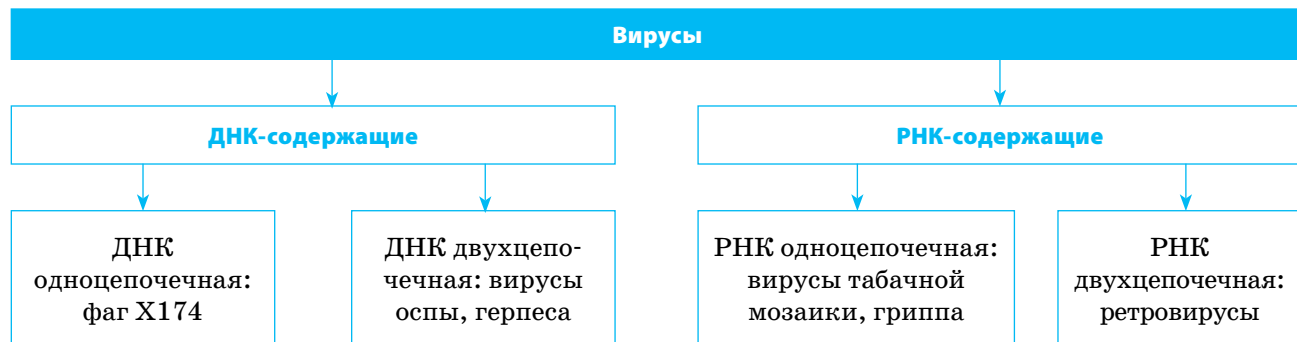 Вирусы
ДНК-содержащие
РНК-содержащие
ДНК
одноцепочечная:
фаг X174
ДНК двухцепо-
чечная: вирусы
оспы, герпеса
РНК одноцепочечная:
вирусы табачной
мозаики, гриппа
РНК
двухцепочечная:
ретровирусы